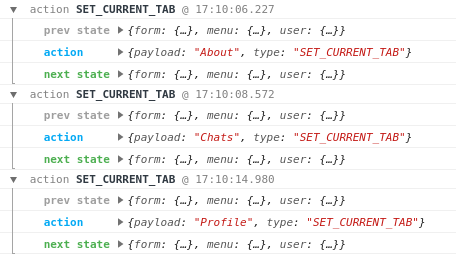 action SET_CURRENT_TAB @ 17:10:06.227
prev state {form: {…}, menu: {…}, user: {…}}
action {payload: "About", type: "SET_CURRENT_TAB"}
next state {form: {…}, menu: {…}, user: {…}}
action SET_CURRENT_TAB @ 17:10:08.572
prev state {form: {…}, menu: {…}, user: {…}}
action {payload: "Chats", type: "SET_CURRENT_TAB"}
next state {form: {…}, menu: {…}, user: {…}}
action SET_CURRENT_TAB @ 17:10:14.980
prev state {form: {…}, menu: {…}, user: {…}}
action {payload: "Profile", type: "SET_CURRENT_TAB"}
next state {form: {…}, menu: {…}, user: {…}}